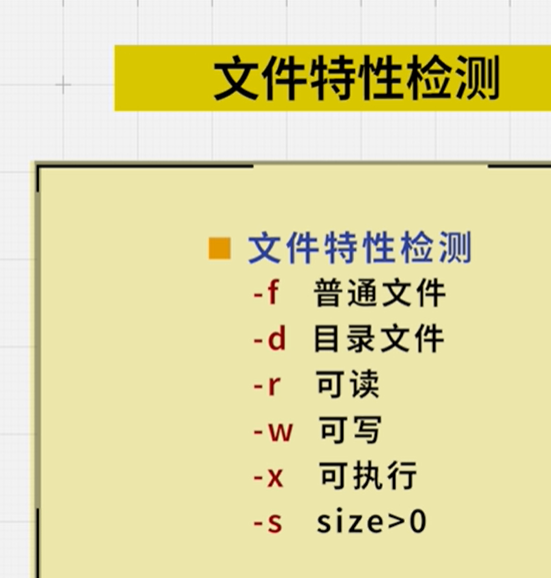 文件特性检测
文件特性检测
-f 普通文件
-d 目录文件
-r 可读
-w 可写
-x 可执行
-s size>0